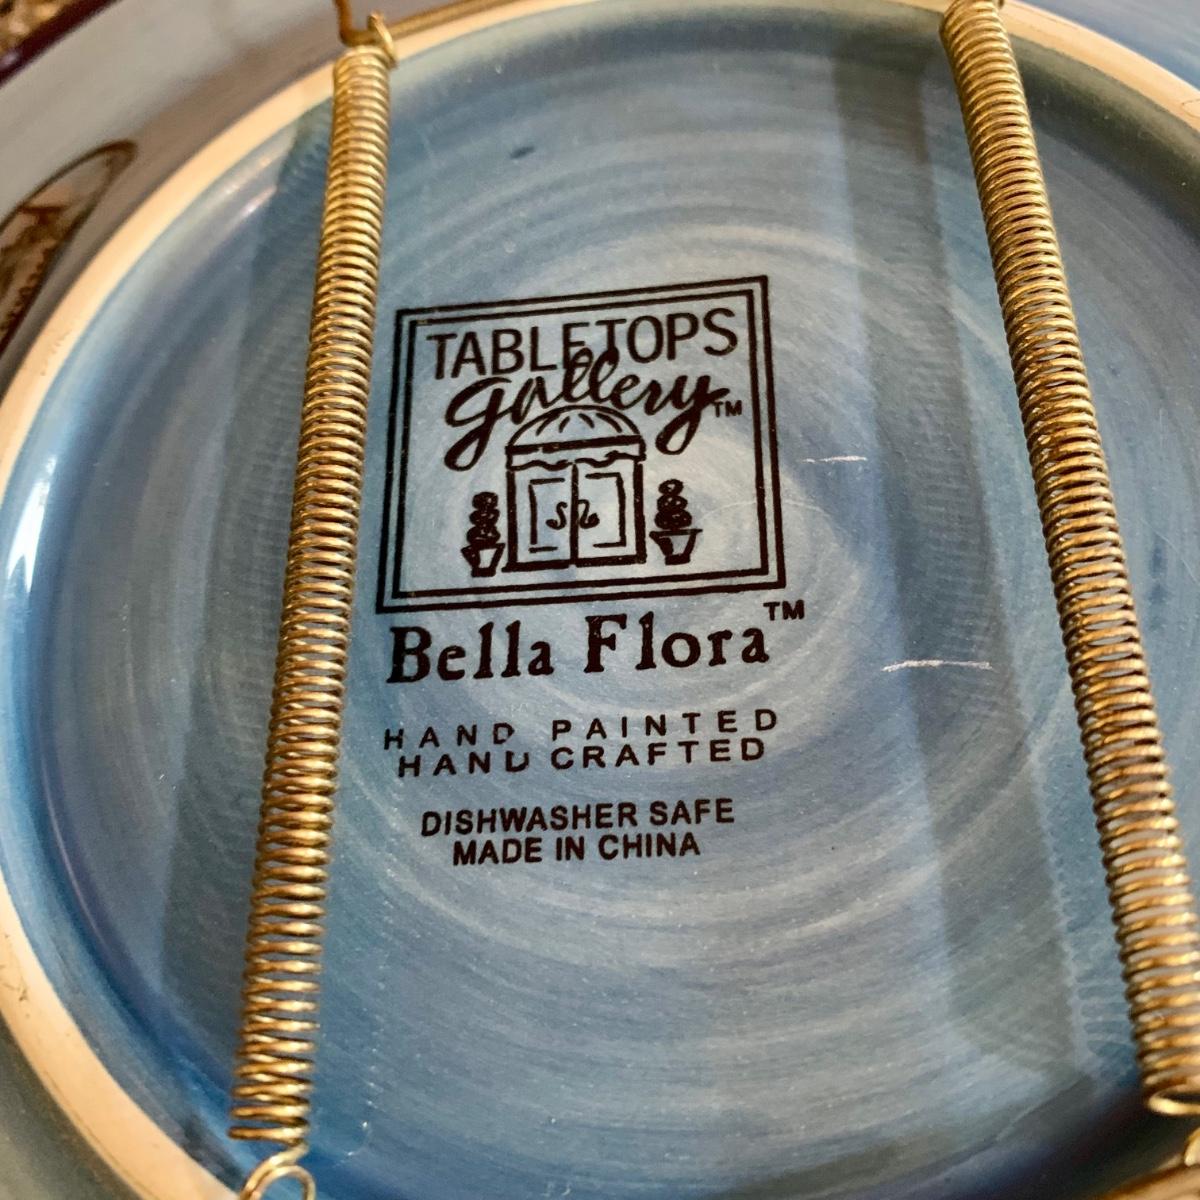 TABLETOPS
gallery™
Bella Flora™
HAND PAINTED
HAND CRAFTED
DISHWASHER SAFE
MADE IN CHINA